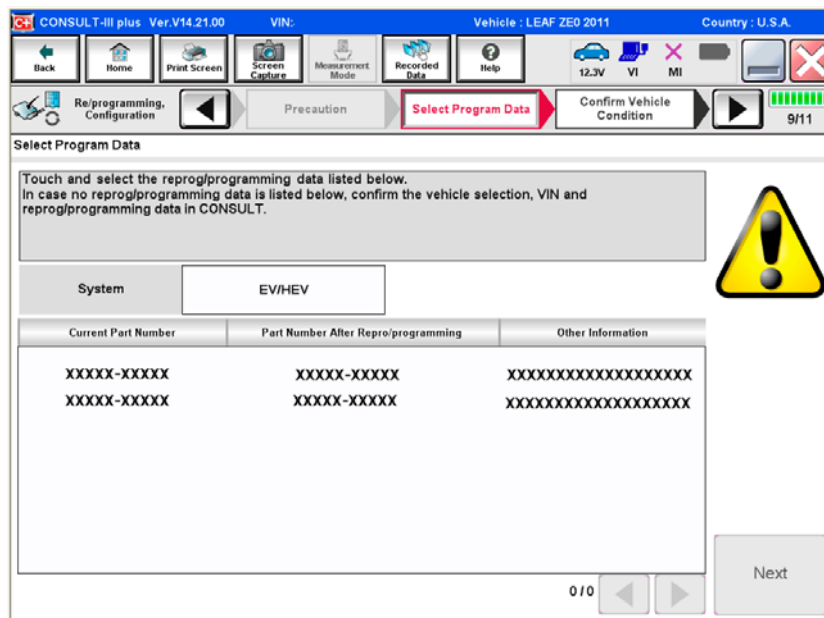 C+ CONSULT-III plus Ver.V14.21.00 VIN: Vehicle : LEAF ZE0 2011 Country : U.S.A.
Back Home Print Screen Screen Capture Measurement Mode Recorded Data Help 12.3V VI MI
Re/programming, Configuration Precaution Select Program Data Confirm Vehicle Condition 9/11
Select Program Data
Touch and select the reprog/programming data listed below.
In case no reprog/programming data is listed below, confirm the vehicle selection, VIN and
reprog/programming data in CONSULT.
System EV/HEV
Current Part Number Part Number After Repro/programming Other Information
XXXXX-XXXXX XXXXX-XXXXX XXXXXXXXXXXXXXXXXXX
XXXXX-XXXXX XXXXX-XXXXX XXXXXXXXXXXXXXXXXXX
Next
0/0